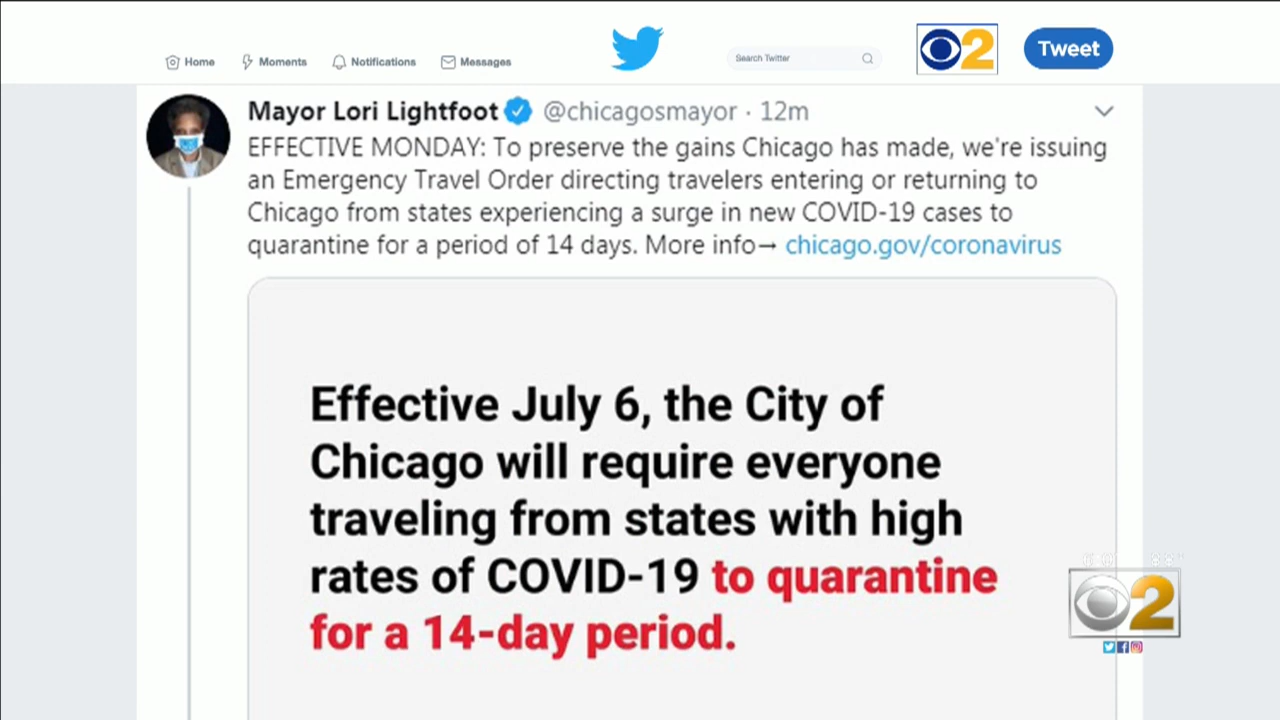 Home Moments Notifications Messages Search Twitter 2 Tweet
Mayor Lori Lightfoot @chicagosmayor · 12m
EFFECTIVE MONDAY: To preserve the gains Chicago has made, we're issuing
an Emergency Travel Order directing travelers entering or returning to
Chicago from states experiencing a surge in new COVID-19 cases to
quarantine for a period of 14 days. More info→ chicago.gov/coronavirus
Effective July 6, the City of
Chicago will require everyone
traveling from states with high
rates of COVID-19 to quarantine
for a 14-day period.
2